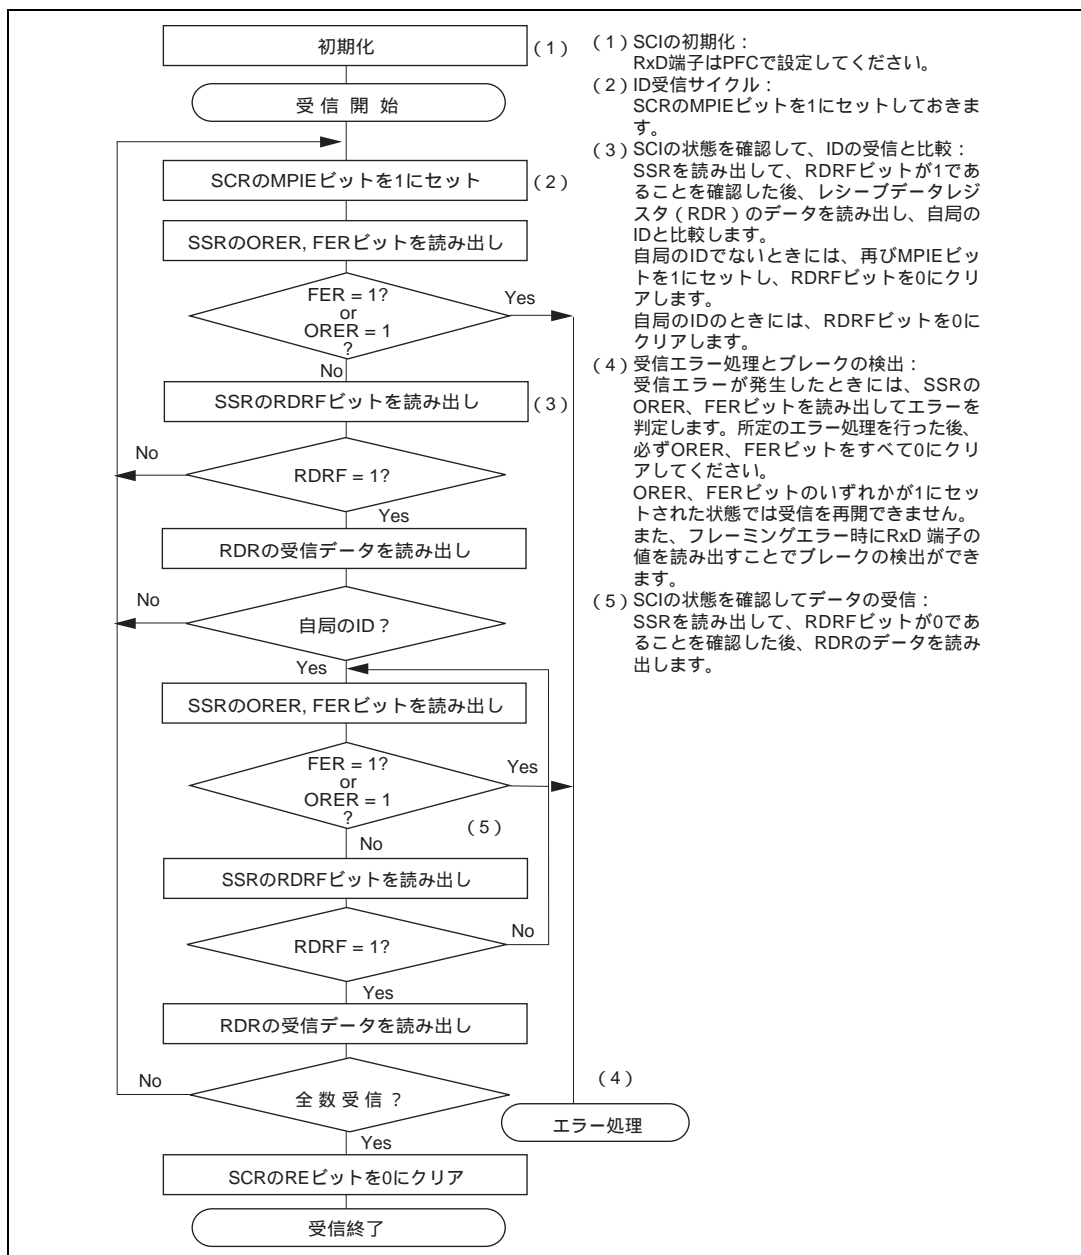 初期化
（1）
受 信 開 始
SCRのMPIEビットを1にセット
（2）
SSRのORER, FERビットを読み出し
FER = 1?
or
ORER = 1
?
Yes
No
SSRのRDRFビットを読み出し
（3）
No
RDRF = 1?
Yes
RDRの受信データを読み出し
No
自局のID？
Yes
SSRのORER, FERビットを読み出し
FER = 1?
or
ORER = 1
?
Yes
（5）
No
SSRのRDRFビットを読み出し
RDRF = 1?
No
Yes
RDRの受信データを読み出し
No
全 数 受 信 ？
（4）
エラー処理
Yes
SCRのREビットを0にクリア
受信終了
（1）SCIの初期化：
RxD端子はPFCで設定してください。
（2）ID受信サイクル：
SCRのMPIEビットを1にセットしておきま
す。
（3）SCIの状態を確認して、IDの受信と比較：
SSRを読み出して、RDRFビットが1であ
ることを確認した後、レシーブデータレジ
スタ（RDR）のデータを読み出し、自局の
IDと比較します。
自局のIDでないときには、再びMPIEビッ
トを1にセットし、RDRFビットを0にクリ
アします。
自局のIDのときには、RDRFビットを0に
クリアします。
（4）受信エラー処理とブレークの検出：
受信エラーが発生したときには、SSRの
ORER、FERビットを読み出してエラーを
判定します。所定のエラー処理を行った後、
必ずORER、FERビットをすべて0にクリ
アしてください。
ORER、FERビットのいずれかが1にセッ
トされた状態では受信を再開できません。
また、フレーミングエラー時にRxD 端子の
値を読み出すことでブレークの検出ができ
ます。
（5）SCIの状態を確認してデータの受信：
SSRを読み出して、RDRFビットが0であ
ることを確認した後、RDRのデータを読み
出します。